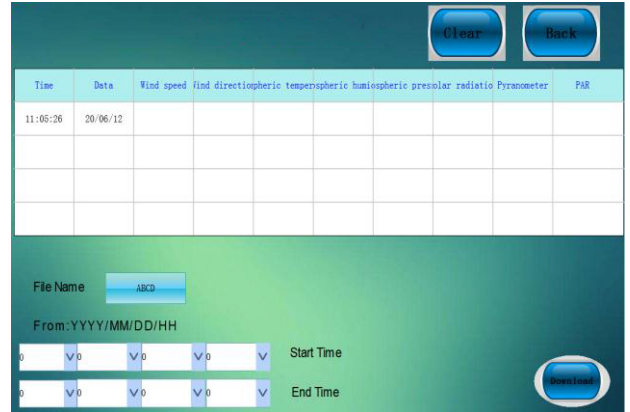 Clear Back
Time Data Wind speed ind directio spheric temper spheric humi ospheric pres olar radiatio Pyranometer PAR
11:05:26 20/06/12
File Name ABCD
From:YYYY/MM/DD/HH
0 0 0 0 Start Time
0 0 0 0 End Time
Download